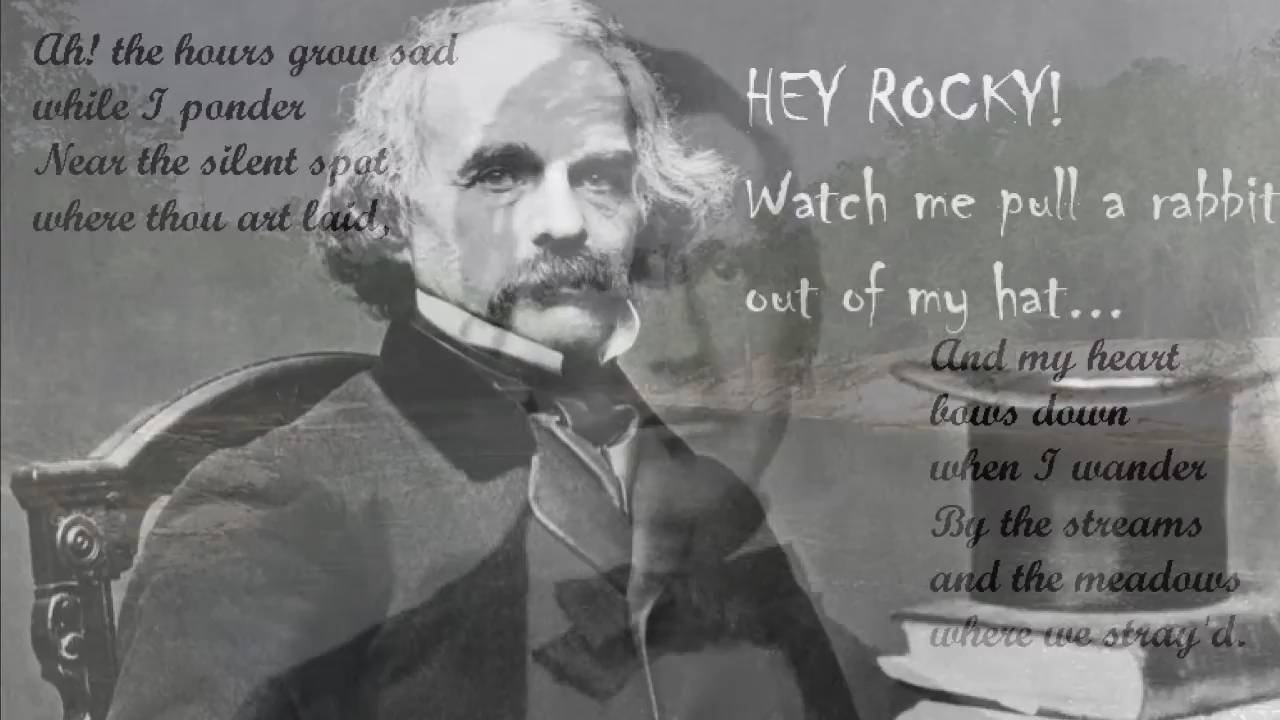 Ah! the hours grow sad
while I ponder
Near the silent spot
where thou art laid,
HEY ROCKY!
Watch me pull a rabbit
out of my hat...
And my heart
bows down
when I wander
By the streams
and the meadows
where we stray'd.